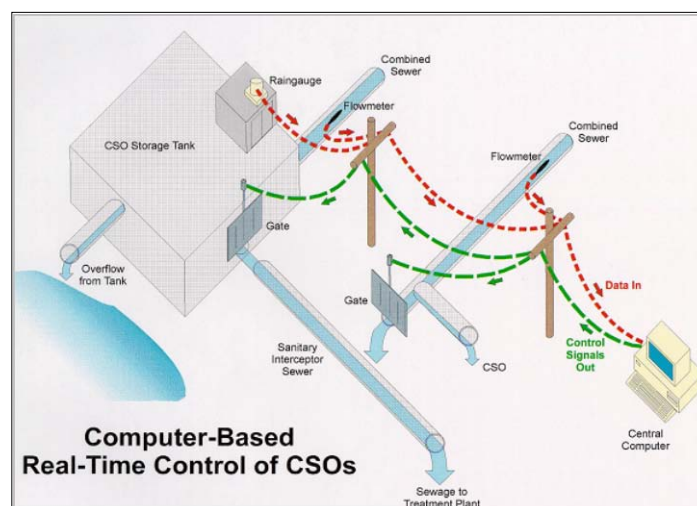 Combined
Sewer
Raingauge
Flowmeter
CSO Storage Tank
Combined
Sewer
Flowmeter
Gate
Overflow
from Tank
Gate
Data In
Sanitary
Interceptor
Sewer
CSO
Control
Signals
Out
Central
Computer
Computer-Based
Real-Time Control of CSOs
Sewage to
Treatment Plant